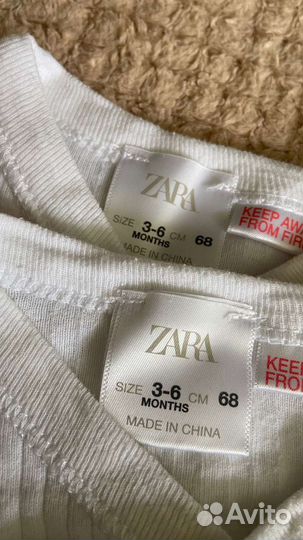 ZARA
SIZE 3-6 CM 68
MONTHS
MADE IN CHINA
KEEP AWA
FROM FIR
ZARA
SIZE 3-6 CM 68
MONTHS
MADE IN CHINA
KEEP
FROM
Avito